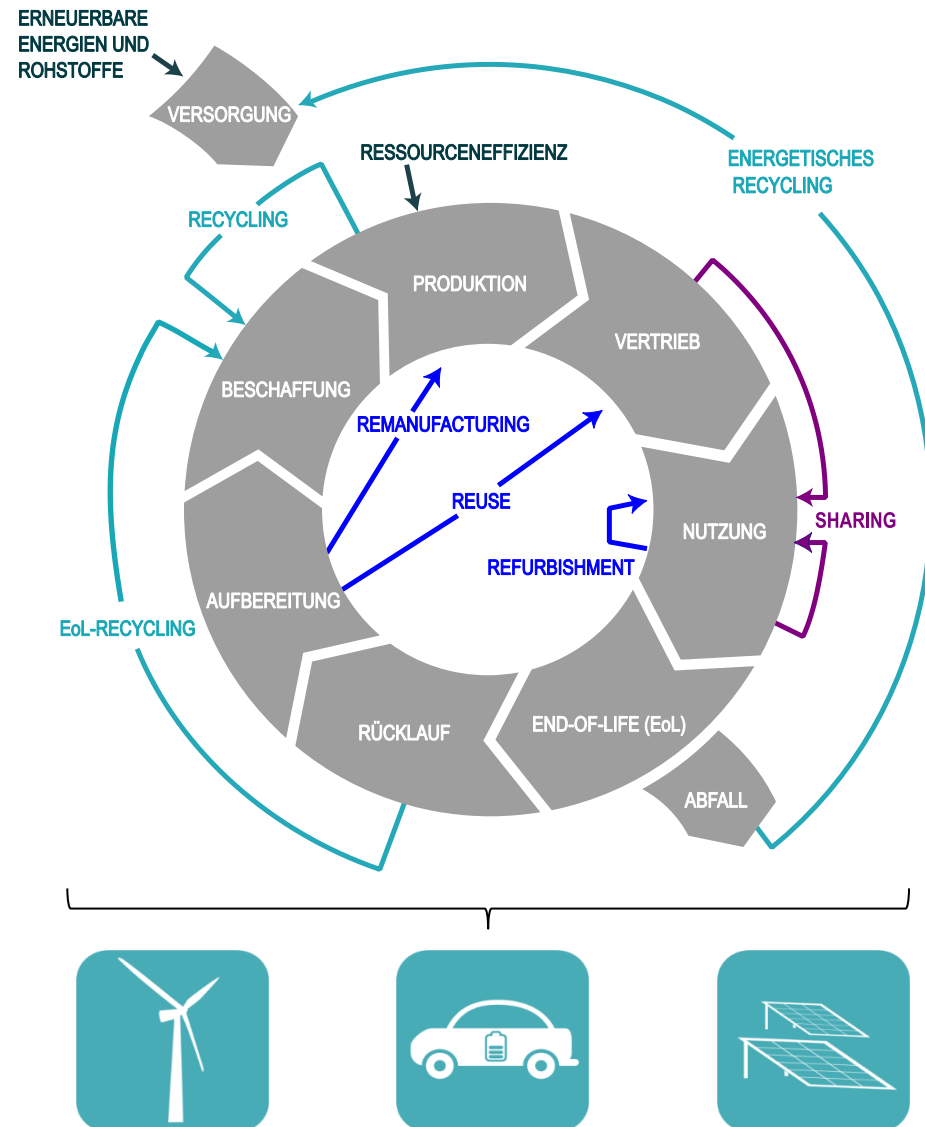 ERNEUERBARE
ENERGIEN UND
ROHSTOFFE
VERSORGUNG
RESSOURCENEFFIZIENZ
ENERGETISCHES
RECYCLING
RECYCLING
PRODUKTION
VERTRIEB
BESCHAFFUNG
REMANUFACTURING
REUSE
NUTZUNG
SHARING
REFURBISHMENT
AUFBEREITUNG
EoL-RECYCLING
RÜCKLAUF
END-OF-LIFE (EoL)
ABFALL